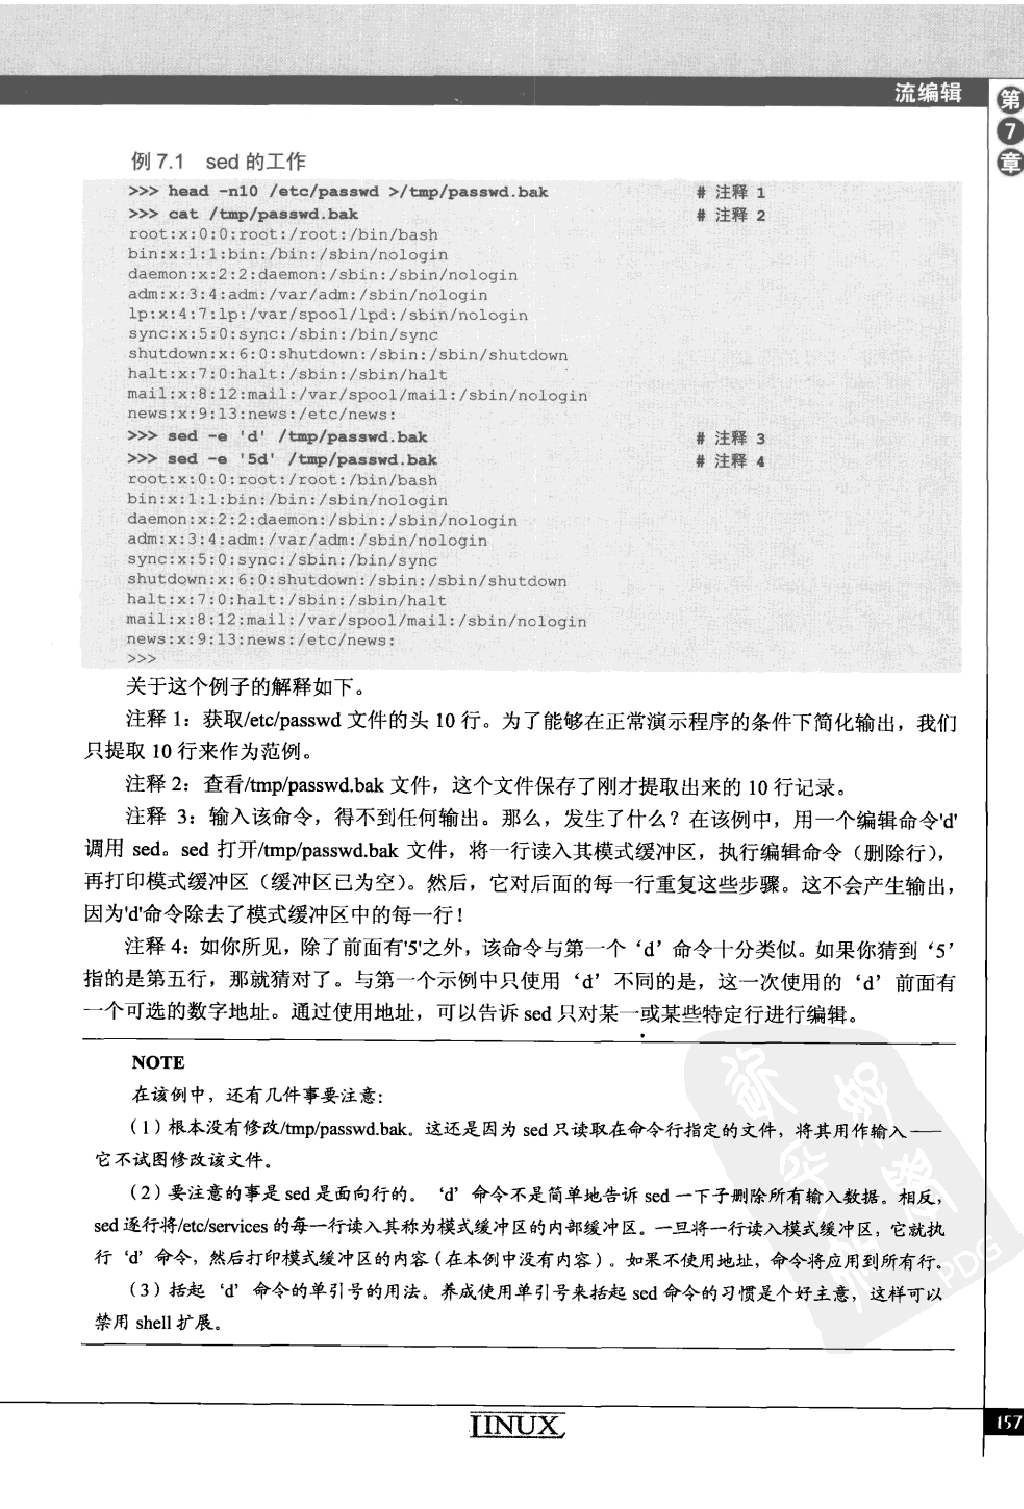 流编辑
第
7
章
例 7.1 sed 的工作
>>> head -n10 /etc/passwd >/tmp/passwd.bak # 注释 1
>>> cat /tmp/passwd.bak # 注释 2
root:x:0:0:root:/root:/bin/bash
bin:x:1:1:bin:/bin:/sbin/nologin
daemon:x:2:2:daemon:/sbin:/sbin/nologin
adm:x:3:4:adm:/var/adm:/sbin/nologin
lp:x:4:7:lp:/var/spool/lpd:/sbin/nologin
sync:x:5:0:sync:/sbin:/bin/sync
shutdown:x:6:0:shutdown:/sbin:/sbin/shutdown
halt:x:7:0:halt:/sbin:/sbin/halt
mail:x:8:12:mail:/var/spool/mail:/sbin/nologin
news:x:9:13:news:/etc/news:
>>> sed -e 'd' /tmp/passwd.bak # 注释 3
>>> sed -e '5d' /tmp/passwd.bak # 注释 4
root:x:0:0:root:/root:/bin/bash
bin:x:1:1:bin:/bin:/sbin/nologin
daemon:x:2:2:daemon:/sbin:/sbin/nologin
adm:x:3:4:adm:/var/adm:/sbin/nologin
sync:x:5:0:sync:/sbin:/bin/sync
shutdown:x:6:0:shutdown:/sbin:/sbin/shutdown
halt:x:7:0:halt:/sbin:/sbin/halt
mail:x:8:12:mail:/var/spool/mail:/sbin/nologin
news:x:9:13:news:/etc/news:
>>>
关于这个例子的解释如下。
注释 1：获取/etc/passwd 文件的头 10 行。为了能够在正常演示程序的条件下简化输出，我们
只提取 10 行来作为范例。
注释 2：查看/tmp/passwd.bak 文件，这个文件保存了刚才提取出来的 10 行记录。
注释 3：输入该命令，得不到任何输出。那么，发生了什么？在该例中，用一个编辑命令'd'
调用 sed。sed 打开/tmp/passwd.bak 文件，将一行读入其模式缓冲区，执行编辑命令（删除行），
再打印模式缓冲区（缓冲区已为空）。然后，它对后面的每一行重复这些步骤。这不会产生输出，
因为'd'命令除去了模式缓冲区中的每一行！
注释 4：如你所见，除了前面有'5'之外，该命令与第一个‘d’命令十分类似。如果你猜到‘5’
指的是第五行，那就猜对了。与第一个示例中只使用‘d’不同的是，这一次使用的‘d’前面有
一个可选的数字地址。通过使用地址，可以告诉 sed 只对某一或某些特定行进行编辑。
NOTE
在该例中，还有几件事要注意：
（1）根本没有修改/tmp/passwd.bak。这还是因为 sed 只读取在命令行指定的文件，将其用作输入——
它不试图修改该文件。
（2）要注意的事是 sed 是面向行的。‘d’命令不是简单地告诉 sed 一下子删除所有输入数据。相反，
sed 逐行将/etc/services 的每一行读入其称为模式缓冲区的内部缓冲区。一旦将一行读入模式缓冲区，它就执
行‘d’命令，然后打印模式缓冲区的内容（在本例中没有内容）。如果不使用地址，命令将应用到所有行。
（3）括起‘d’命令的单引号的用法。养成使用单引号来括起 sed 命令的习惯是个好主意，这样可以
禁用 shell 扩展。
PDG
LINUX
157